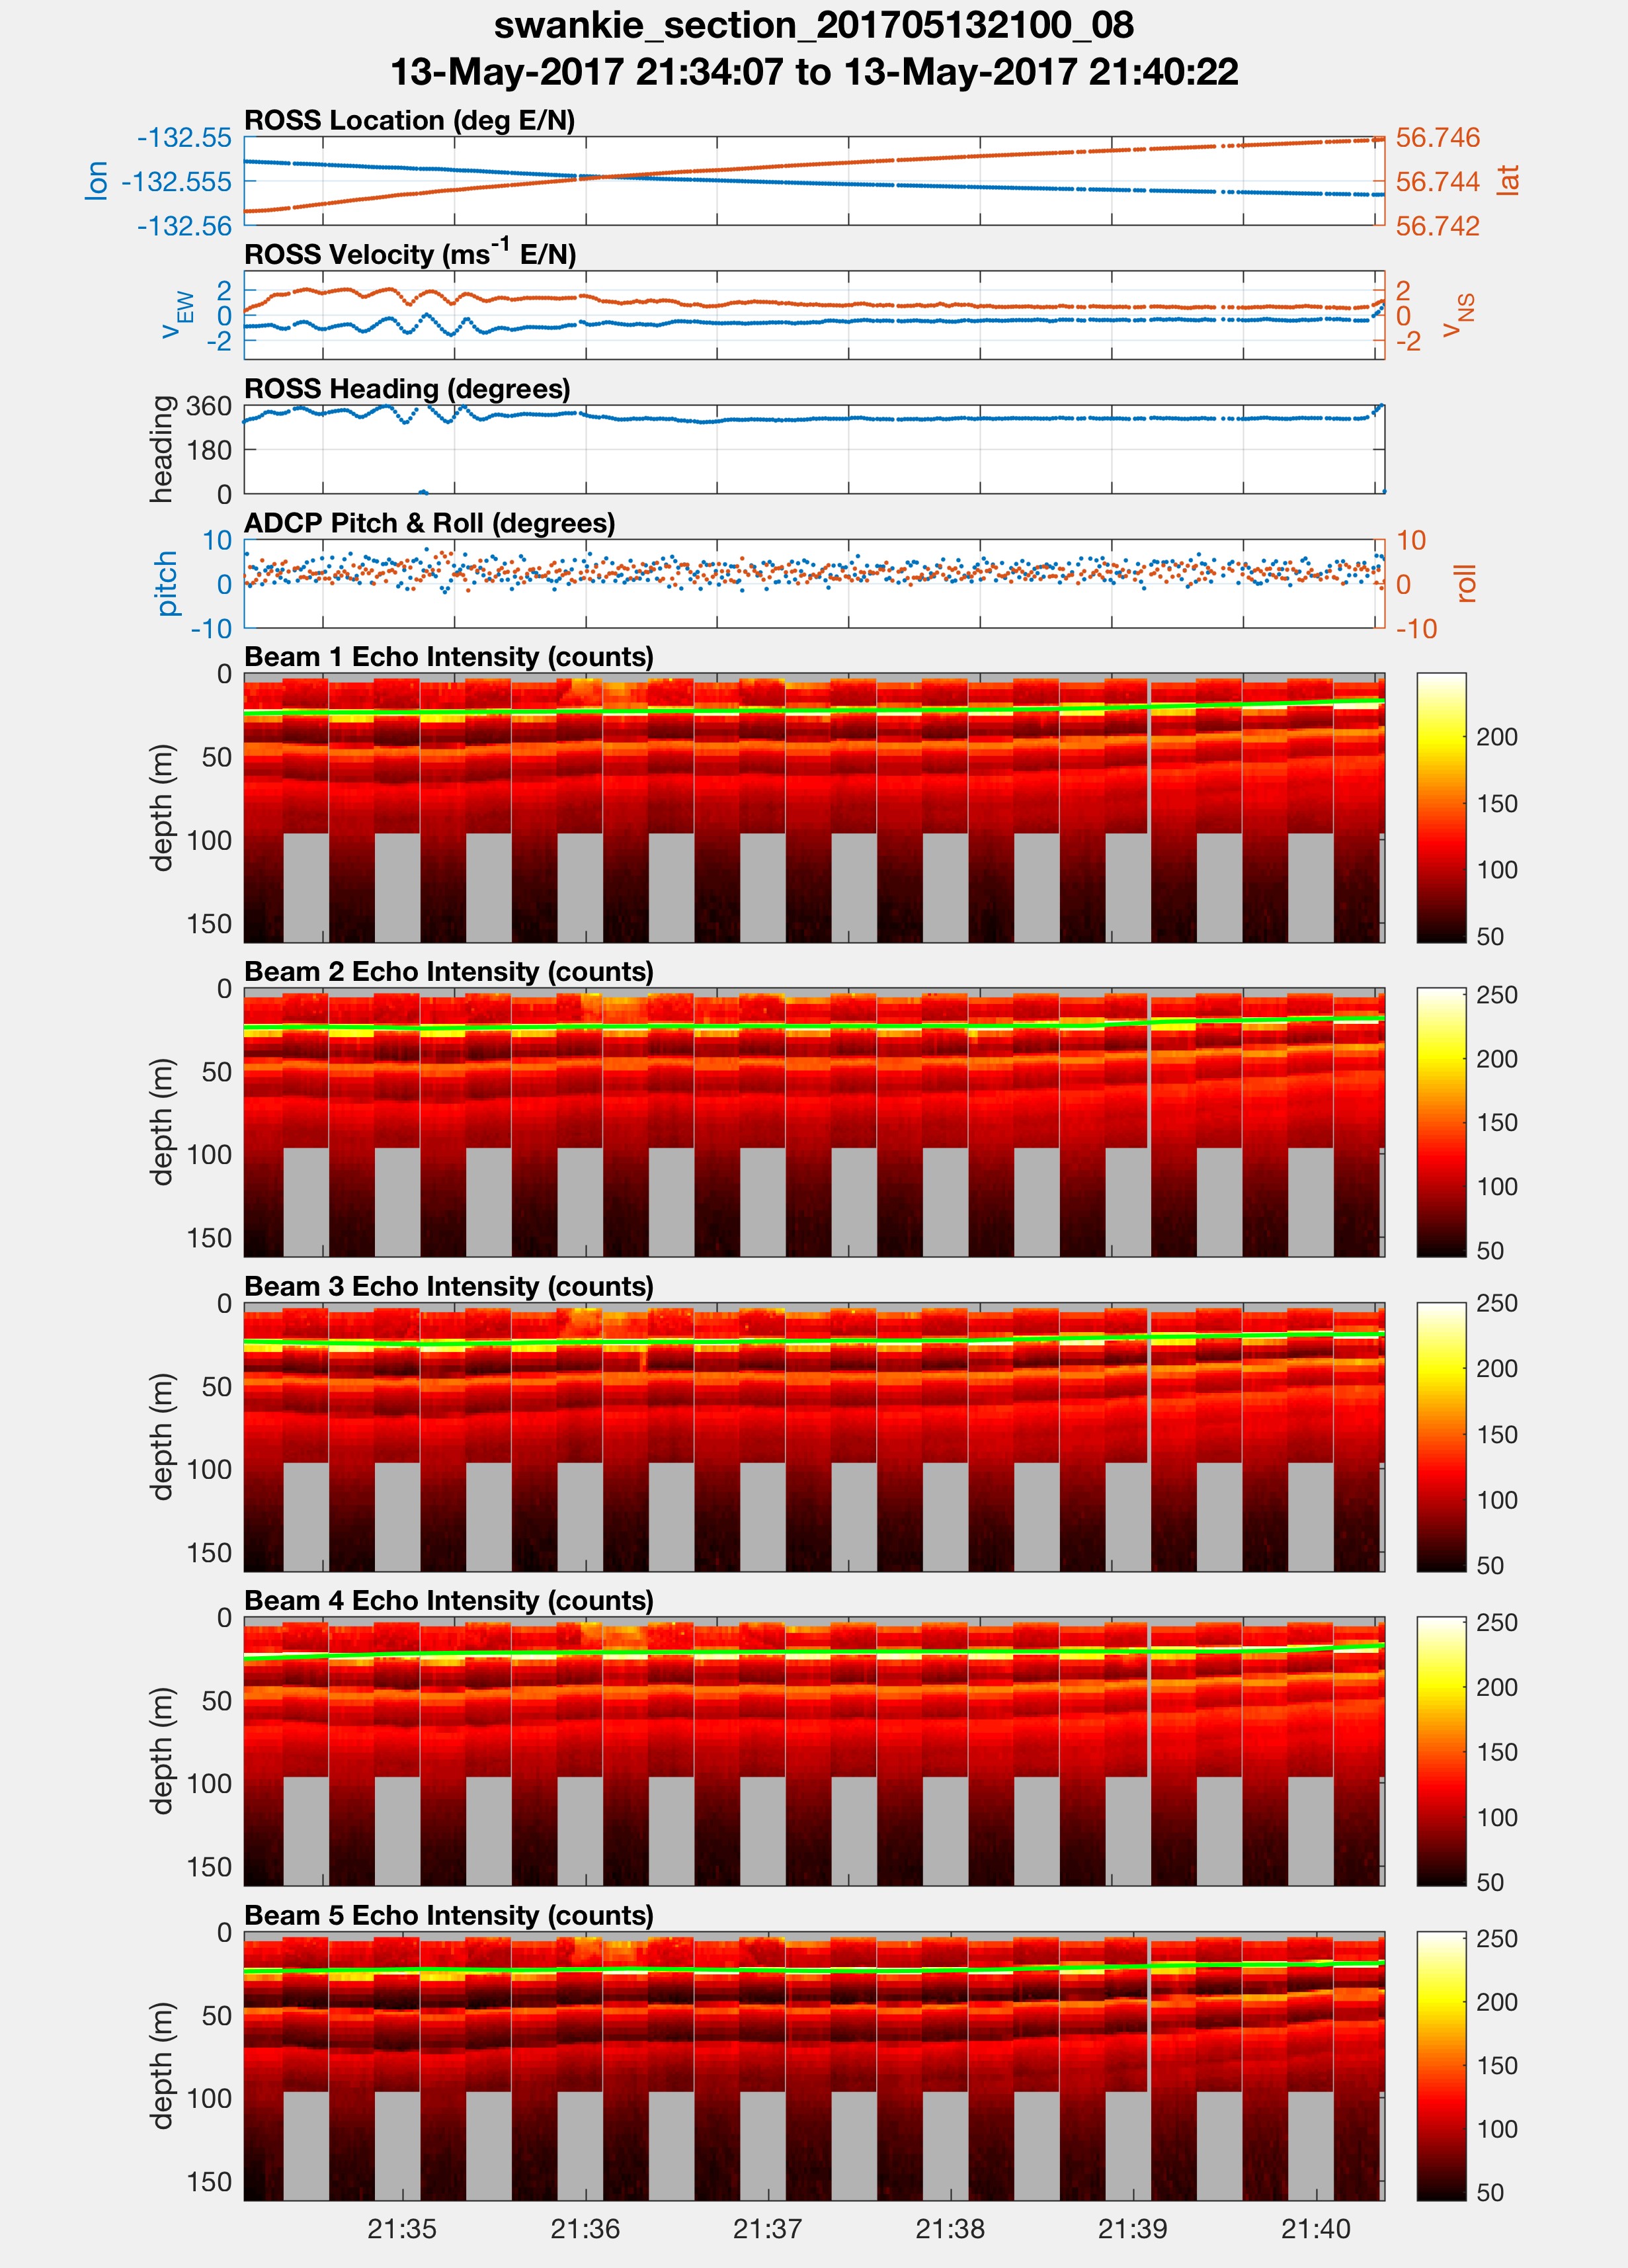 swankie_section_201705132100_08
13-May-2017 21:34:07 to 13-May-2017 21:40:22
ROSS Location (deg E/N)
-132.55
-132.555
-132.56
lon
56.746
56.744
56.742
lat
ROSS Velocity (ms-1 E/N)
2
0
-2
vEW
2
0
-2
vNS
ROSS Heading (degrees)
360
180
0
heading
ADCP Pitch & Roll (degrees)
10
0
-10
pitch
10
0
-10
roll
Beam 1 Echo Intensity (counts)
0
50
100
150
depth (m)
200
150
100
50
Beam 2 Echo Intensity (counts)
0
50
100
150
depth (m)
250
200
150
100
50
Beam 3 Echo Intensity (counts)
0
50
100
150
depth (m)
250
200
150
100
50
Beam 4 Echo Intensity (counts)
0
50
100
150
depth (m)
250
200
150
100
50
Beam 5 Echo Intensity (counts)
0
50
100
150
depth (m)
250
200
150
100
50
21:35 21:36 21:37 21:38 21:39 21:40